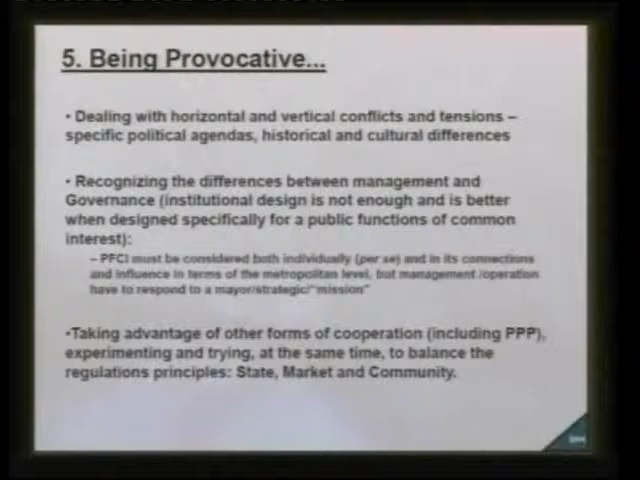 5. Being Provocative...
• Dealing with horizontal and vertical conflicts and tensions –
specific political agendas, historical and cultural differences
• Recognizing the differences between management and
Governance (institutional design is not enough and is better
when designed specifically for a public functions of common
interest):
– PFCI must be considered both individually (per se) and in its connections
and influence in terms of the metropolitan level, but management /operation
have to respond to a mayor/strategic/"mission"
•Taking advantage of other forms of cooperation (including PPP),
experimenting and trying, at the same time, to balance the
regulations principles: State, Market and Community.